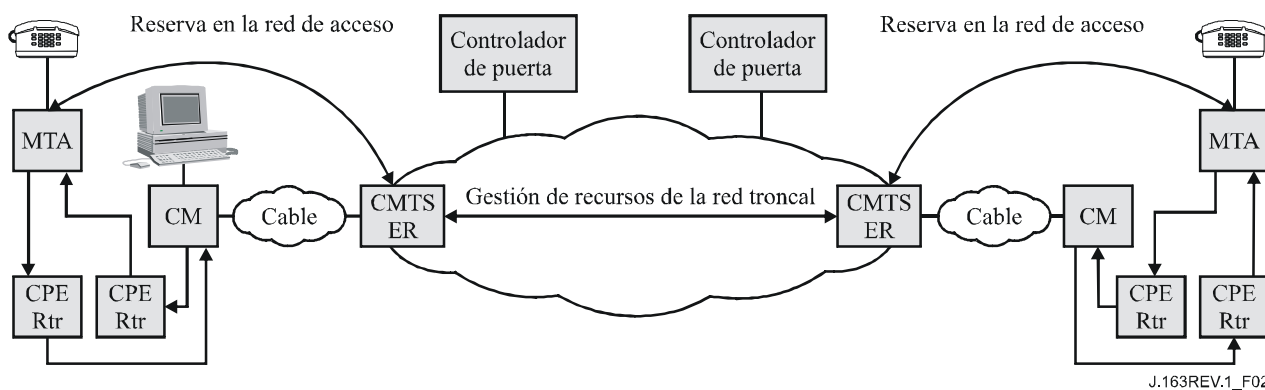 Reserva en la red de acceso
Controlador
de puerta
Controlador
de puerta
Reserva en la red de acceso
MTA
MTA
CM
Cable
CMTS
ER
Gestión de recursos de la red troncal
CMTS
ER
Cable
CM
CPE
Rtr
CPE
Rtr
CPE
Rtr
CPE
Rtr
J.163REV.1_F02